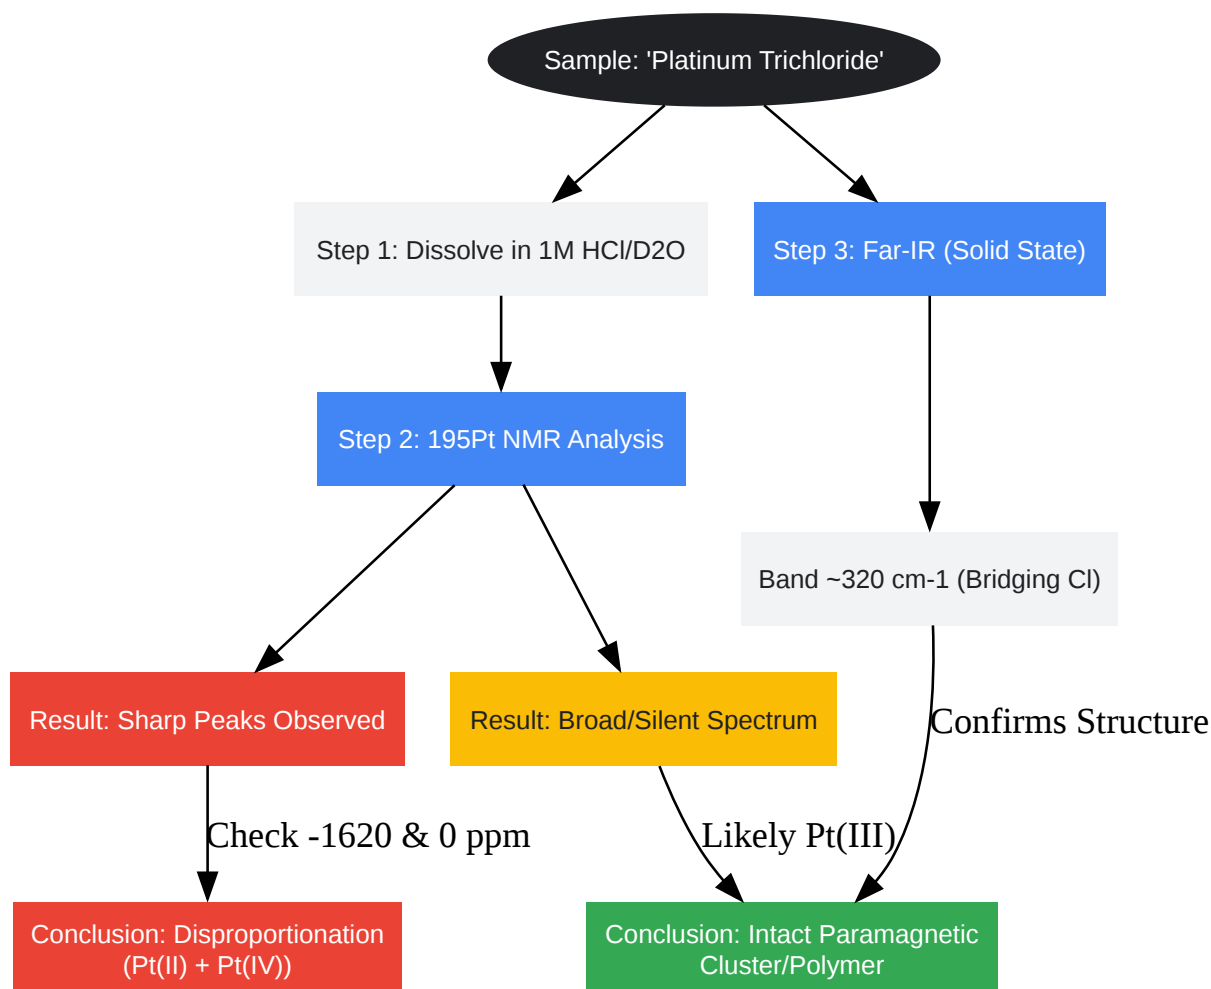 Sample: 'Platinum Trichloride'
Step 1: Dissolve in 1M HCl/D2O
Step 3: Far-IR (Solid State)
Step 2: 195Pt NMR Analysis
Band ~320 cm-1 (Bridging Cl)
Result: Sharp Peaks Observed
Result: Broad/Silent Spectrum
Confirms Structure
Check -1620 & 0 ppm
Likely Pt(III)
Conclusion: Disproportionation
(Pt(II) + Pt(IV))
Conclusion: Intact Paramagnetic
Cluster/Polymer